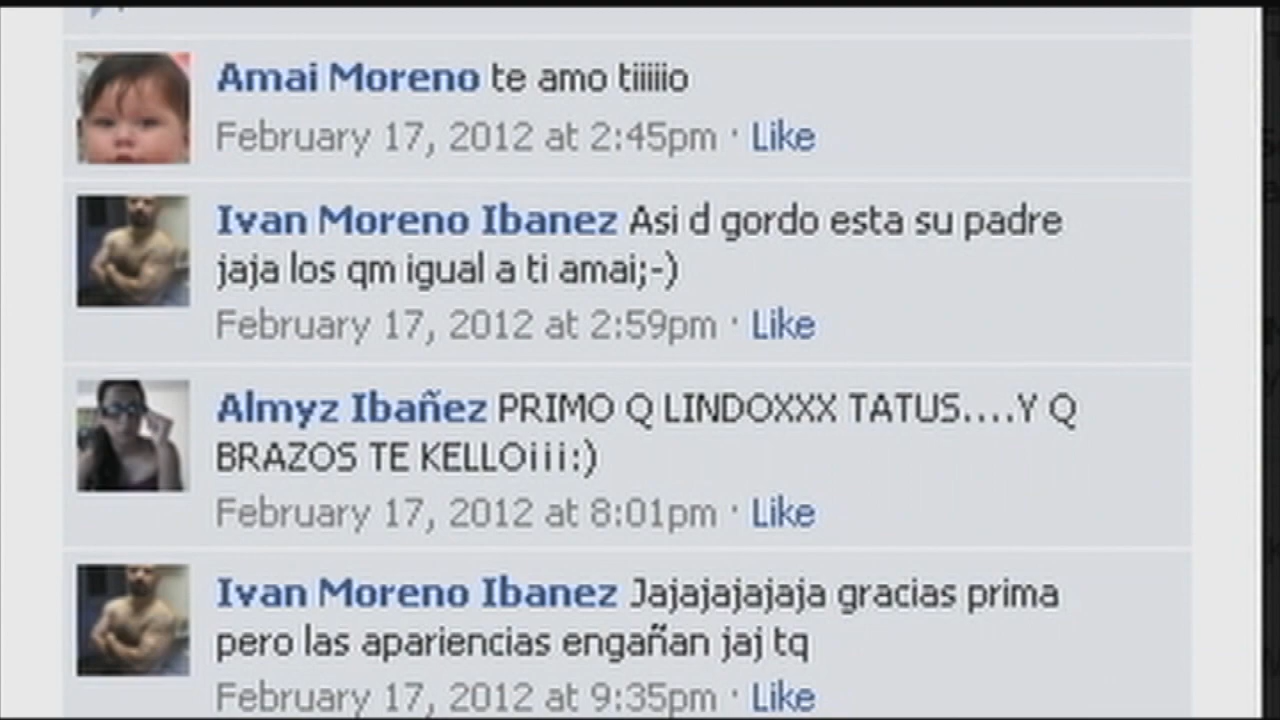 Amai Moreno te amo tiiiiio
February 17, 2012 at 2:45pm · Like
Ivan Moreno Ibanez Asi d gordo esta su padre
jaja los qm igual a ti amai;-)
February 17, 2012 at 2:59pm · Like
Almyz Ibañez PRIMO Q LINDOXXX TATUS....Y Q
BRAZOS TE KELLO¡¡¡:)
February 17, 2012 at 8:01pm · Like
Ivan Moreno Ibanez Jajajajajaja gracias prima
pero las apariencias engañan jaj tq
February 17, 2012 at 9:35pm · Like